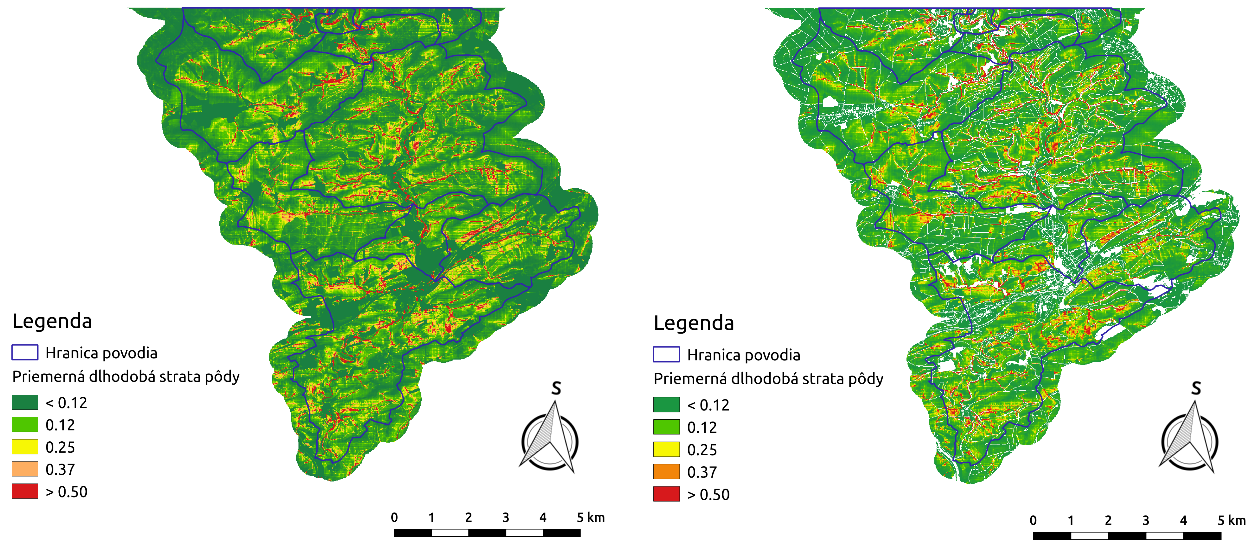 Legenda
Hranica povodia
Priemerná dlhodobá strata pôdy
< 0.12
0.12
0.25
0.37
> 0.50
S
0 1 2 3 4 5 km
Legenda
Hranica povodia
Priemerná dlhodobá strata pôdy
< 0.12
0.12
0.25
0.37
> 0.50
S
0 1 2 3 4 5 km